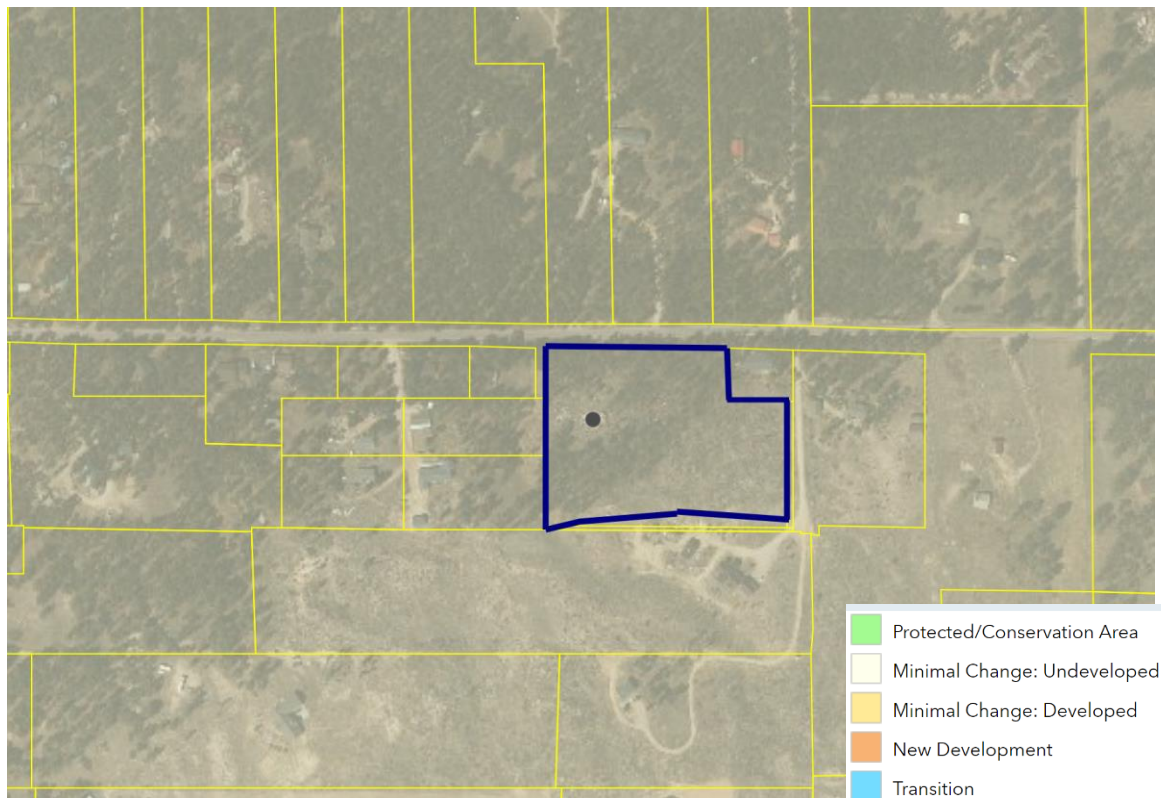 Protected/Conservation Area
Minimal Change: Undeveloped
Minimal Change: Developed
New Development
Transition